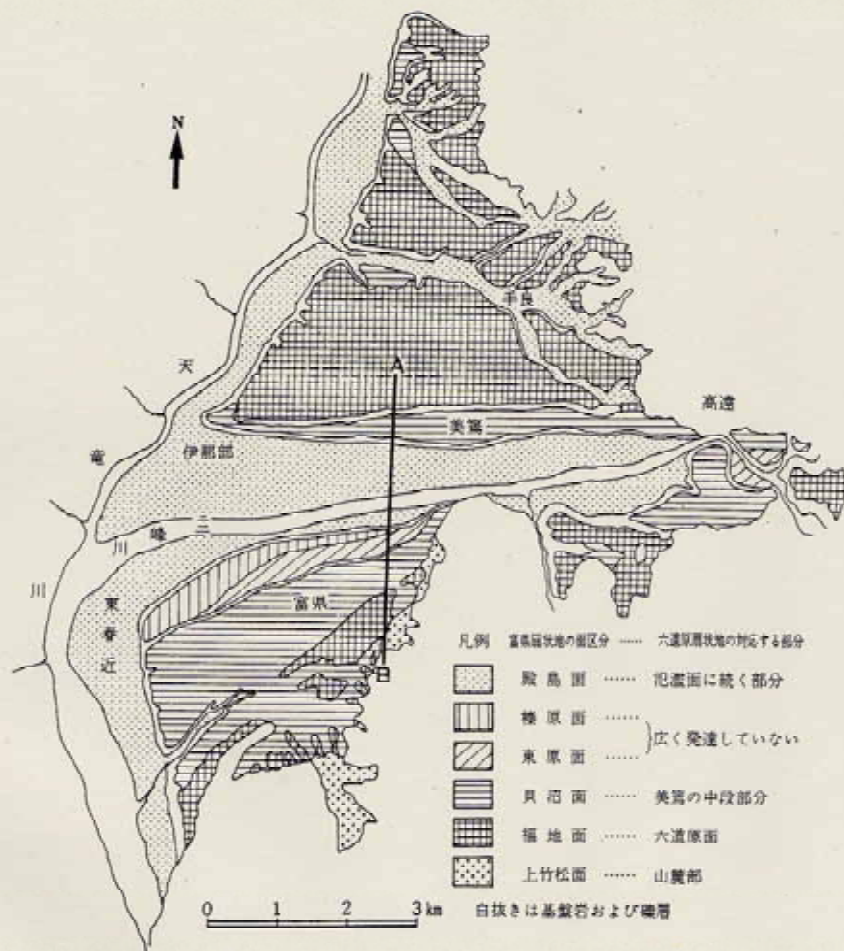 N
手良
A
天
高遠
美篶
竜
伊那部
三
峰
川
川
東
春
近
富県
B
凡例 富県扇状地の面区分 …… 六道原扇状地の対応する部分
殿島面 …… 氾濫面に続く部分
榛原面 ……
東原面 ……
}広く発達していない
貝沼面 …… 美篶の中段部分
福地面 …… 六道原面
上竹松面 …… 山麓部
0 1 2 3km 白抜きは基盤岩および礫層